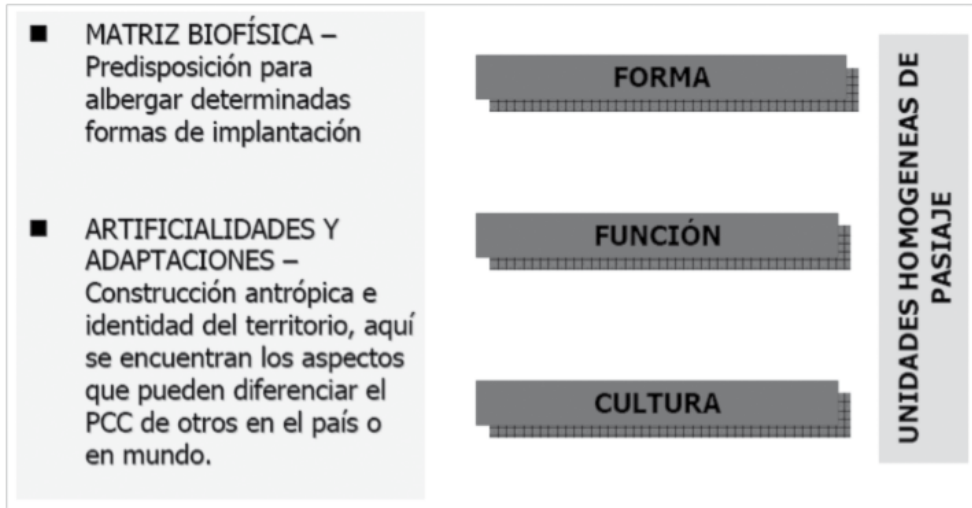 ■ MATRIZ BIOFÍSICA –
Predisposición para
albergar determinadas
formas de implantación
■ ARTIFICIALIDADES Y
ADAPTACIONES –
Construcción antrópica e
identidad del territorio, aquí
se encuentran los aspectos
que pueden diferenciar el
PCC de otros en el país o
en mundo.
FORMA
FUNCIÓN
CULTURA
UNIDADES HOMOGENEAS DE
PASIAJE